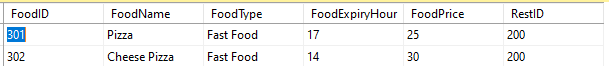 FoodID FoodName FoodType FoodExpiryHour FoodPrice RestID
301 Pizza Fast Food 17 25 200
302 Cheese Pizza Fast Food 14 30 200